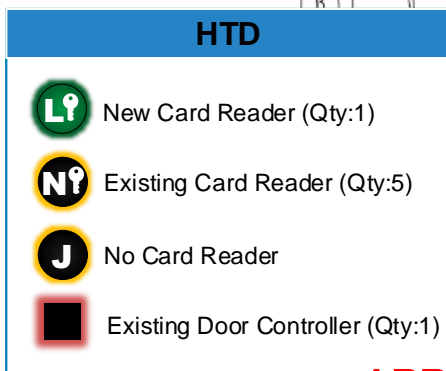 HTD
L New Card Reader (Qty:1)
N Existing Card Reader (Qty:5)
J No Card Reader
Existing Door Controller (Qty:1)